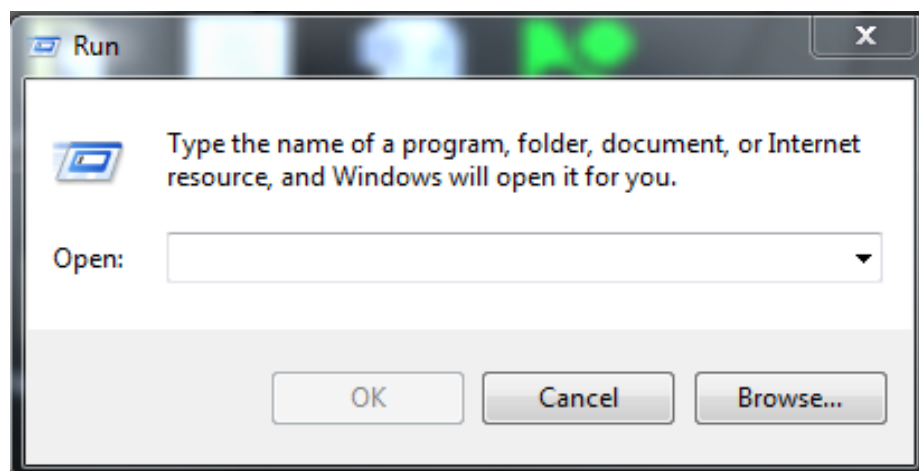 Run
Type the name of a program, folder, document, or Internet
resource, and Windows will open it for you.
Open:
OK Cancel Browse...